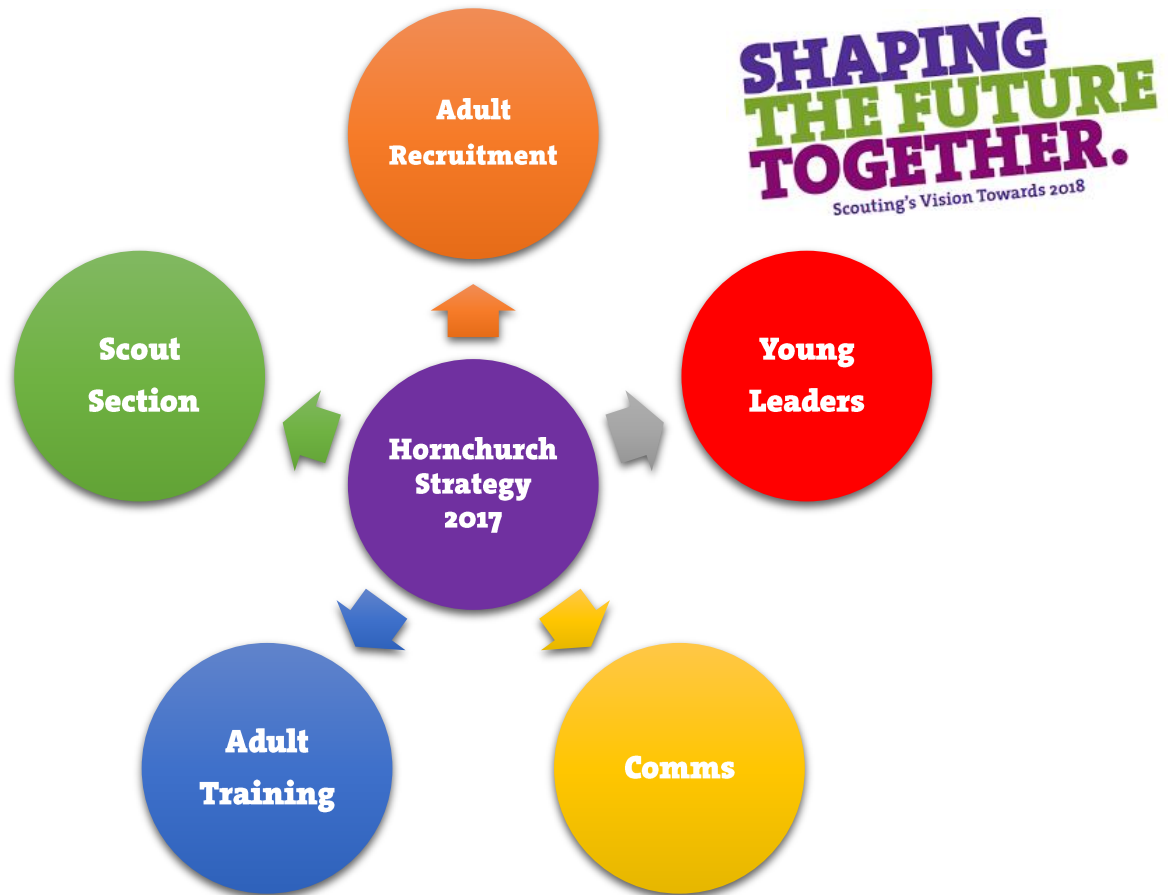 SHAPING
THE FUTURE
TOGETHER.
Scouting's Vision Towards 2018
Adult
Recruitment
Scout
Section
Young
Leaders
Hornchurch
Strategy
2017
Adult
Training
Comms